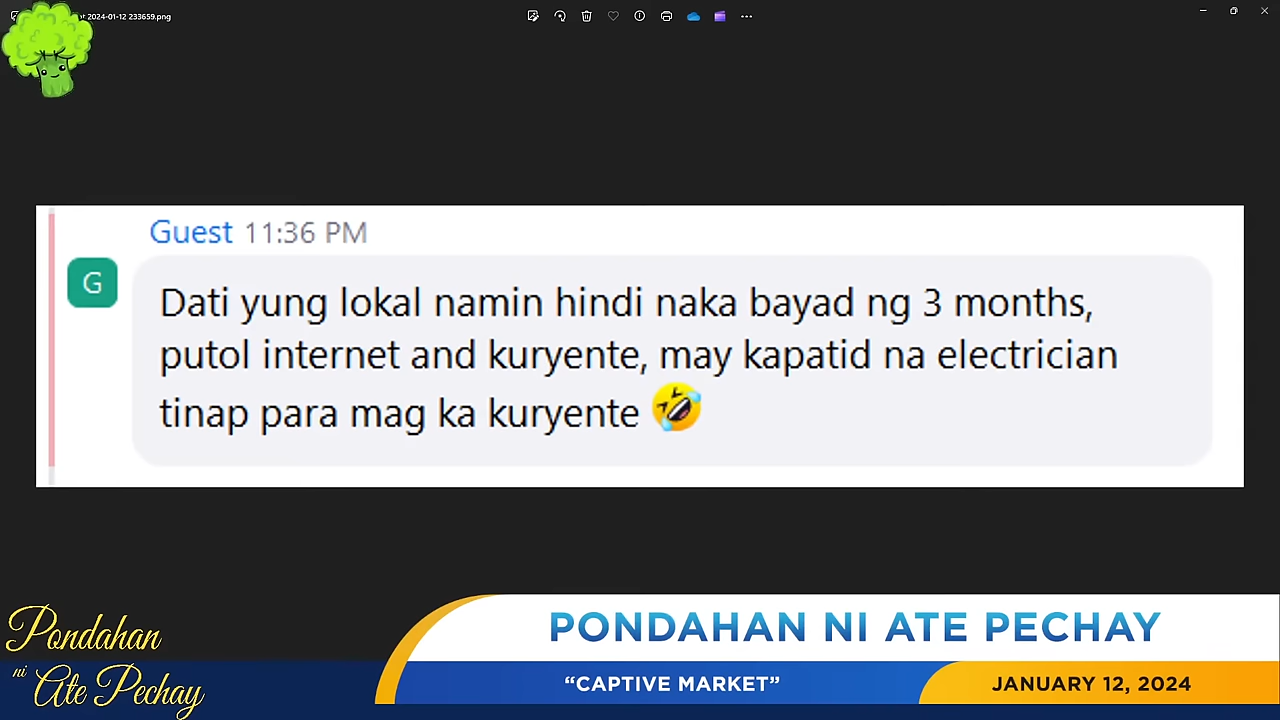 2024-01-12 233659.png
Guest 11:36 PM
G
Dati yung lokal namin hindi naka bayad ng 3 months,
putol internet and kuryente, may kapatid na electrician
tinap para mag ka kuryente 🤣
Pondahan
ni Ate Pechay
PONDAHAN NI ATE PECHAY
“CAPTIVE MARKET”
JANUARY 12, 2024